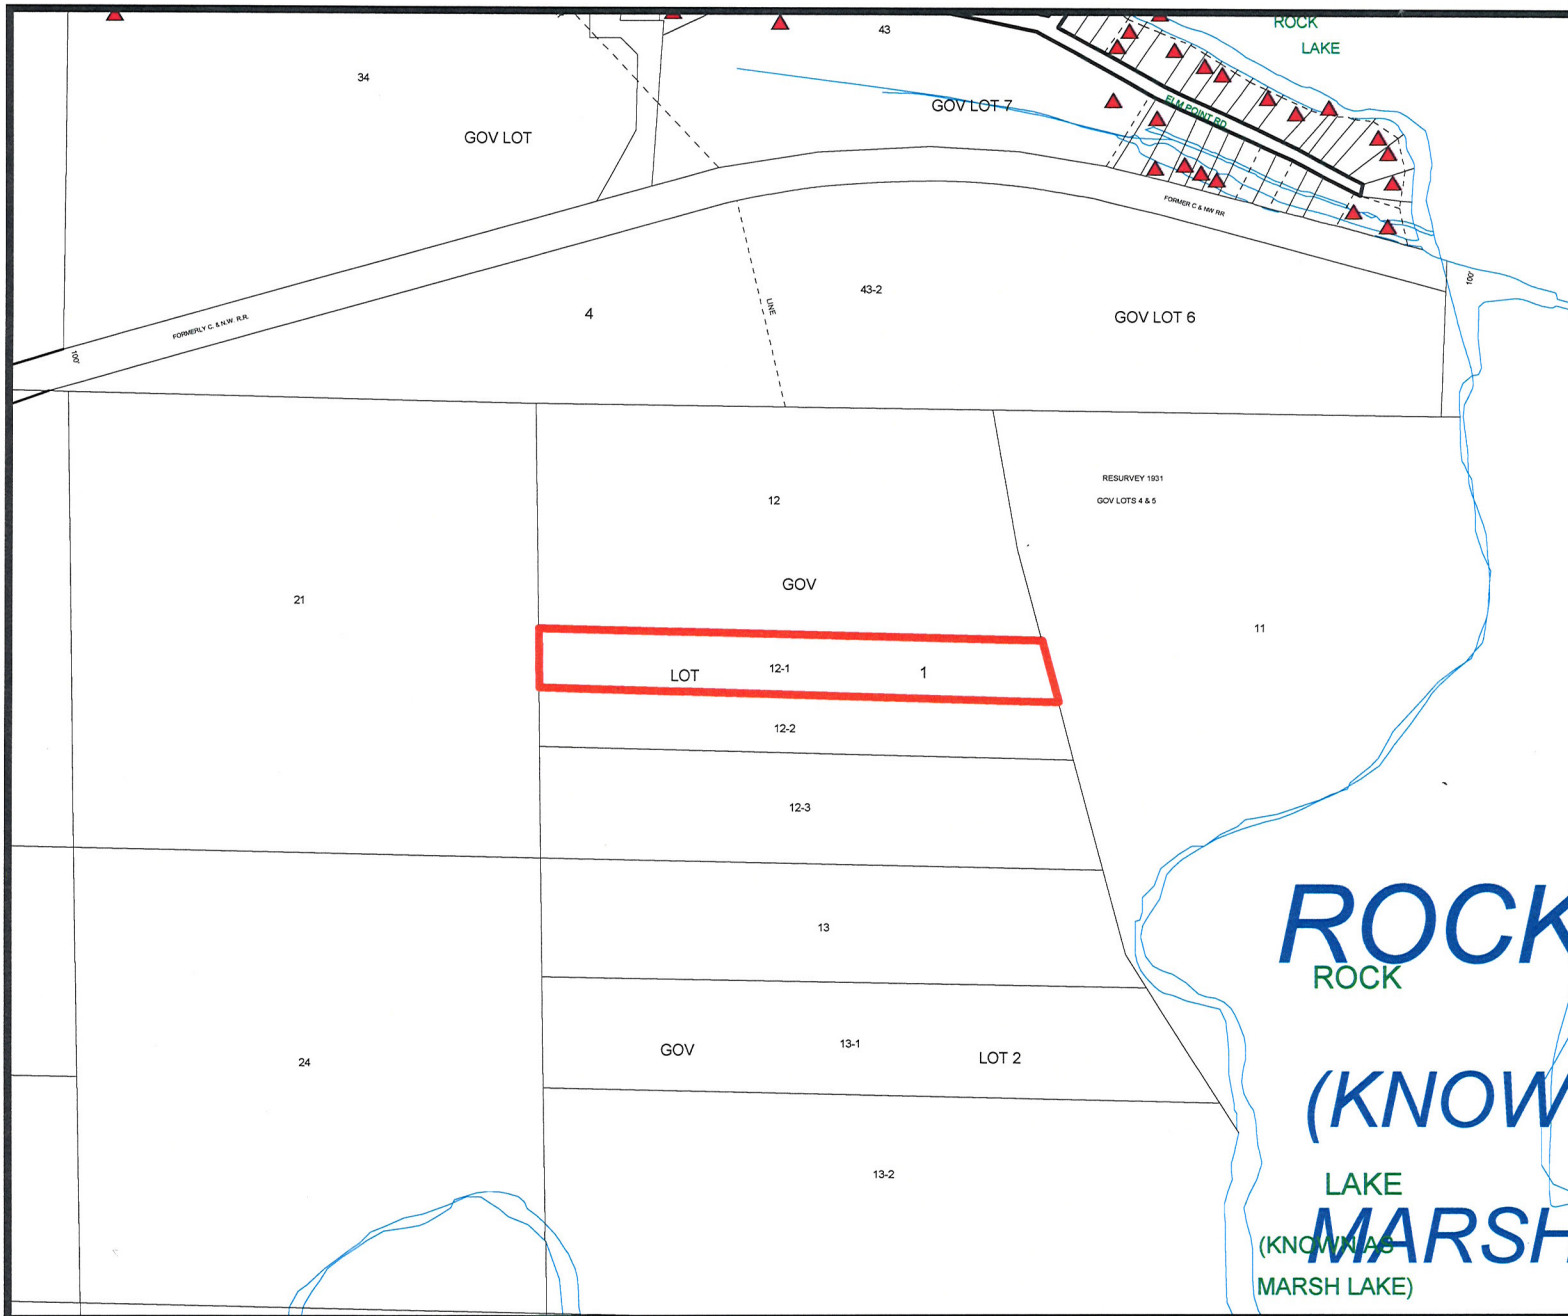 ROCK
LAKE
43
34
GOV LOT 7
ELM POINT RD
GOV LOT
FORMER C & NW RR
100'
43-2
LINE
4
GOV LOT 6
FORMERLY C. & N.W. R.R.
100'
RESURVEY 1931
12
GOV LOTS 4 & 5
GOV
21
11
LOT
12-1
1
12-2
12-3
13
ROCK
ROCK
13-1
GOV
LOT 2
24
(KNOW
13-2
LAKE
MARSH
(KNOWN AS
MARSH LAKE)